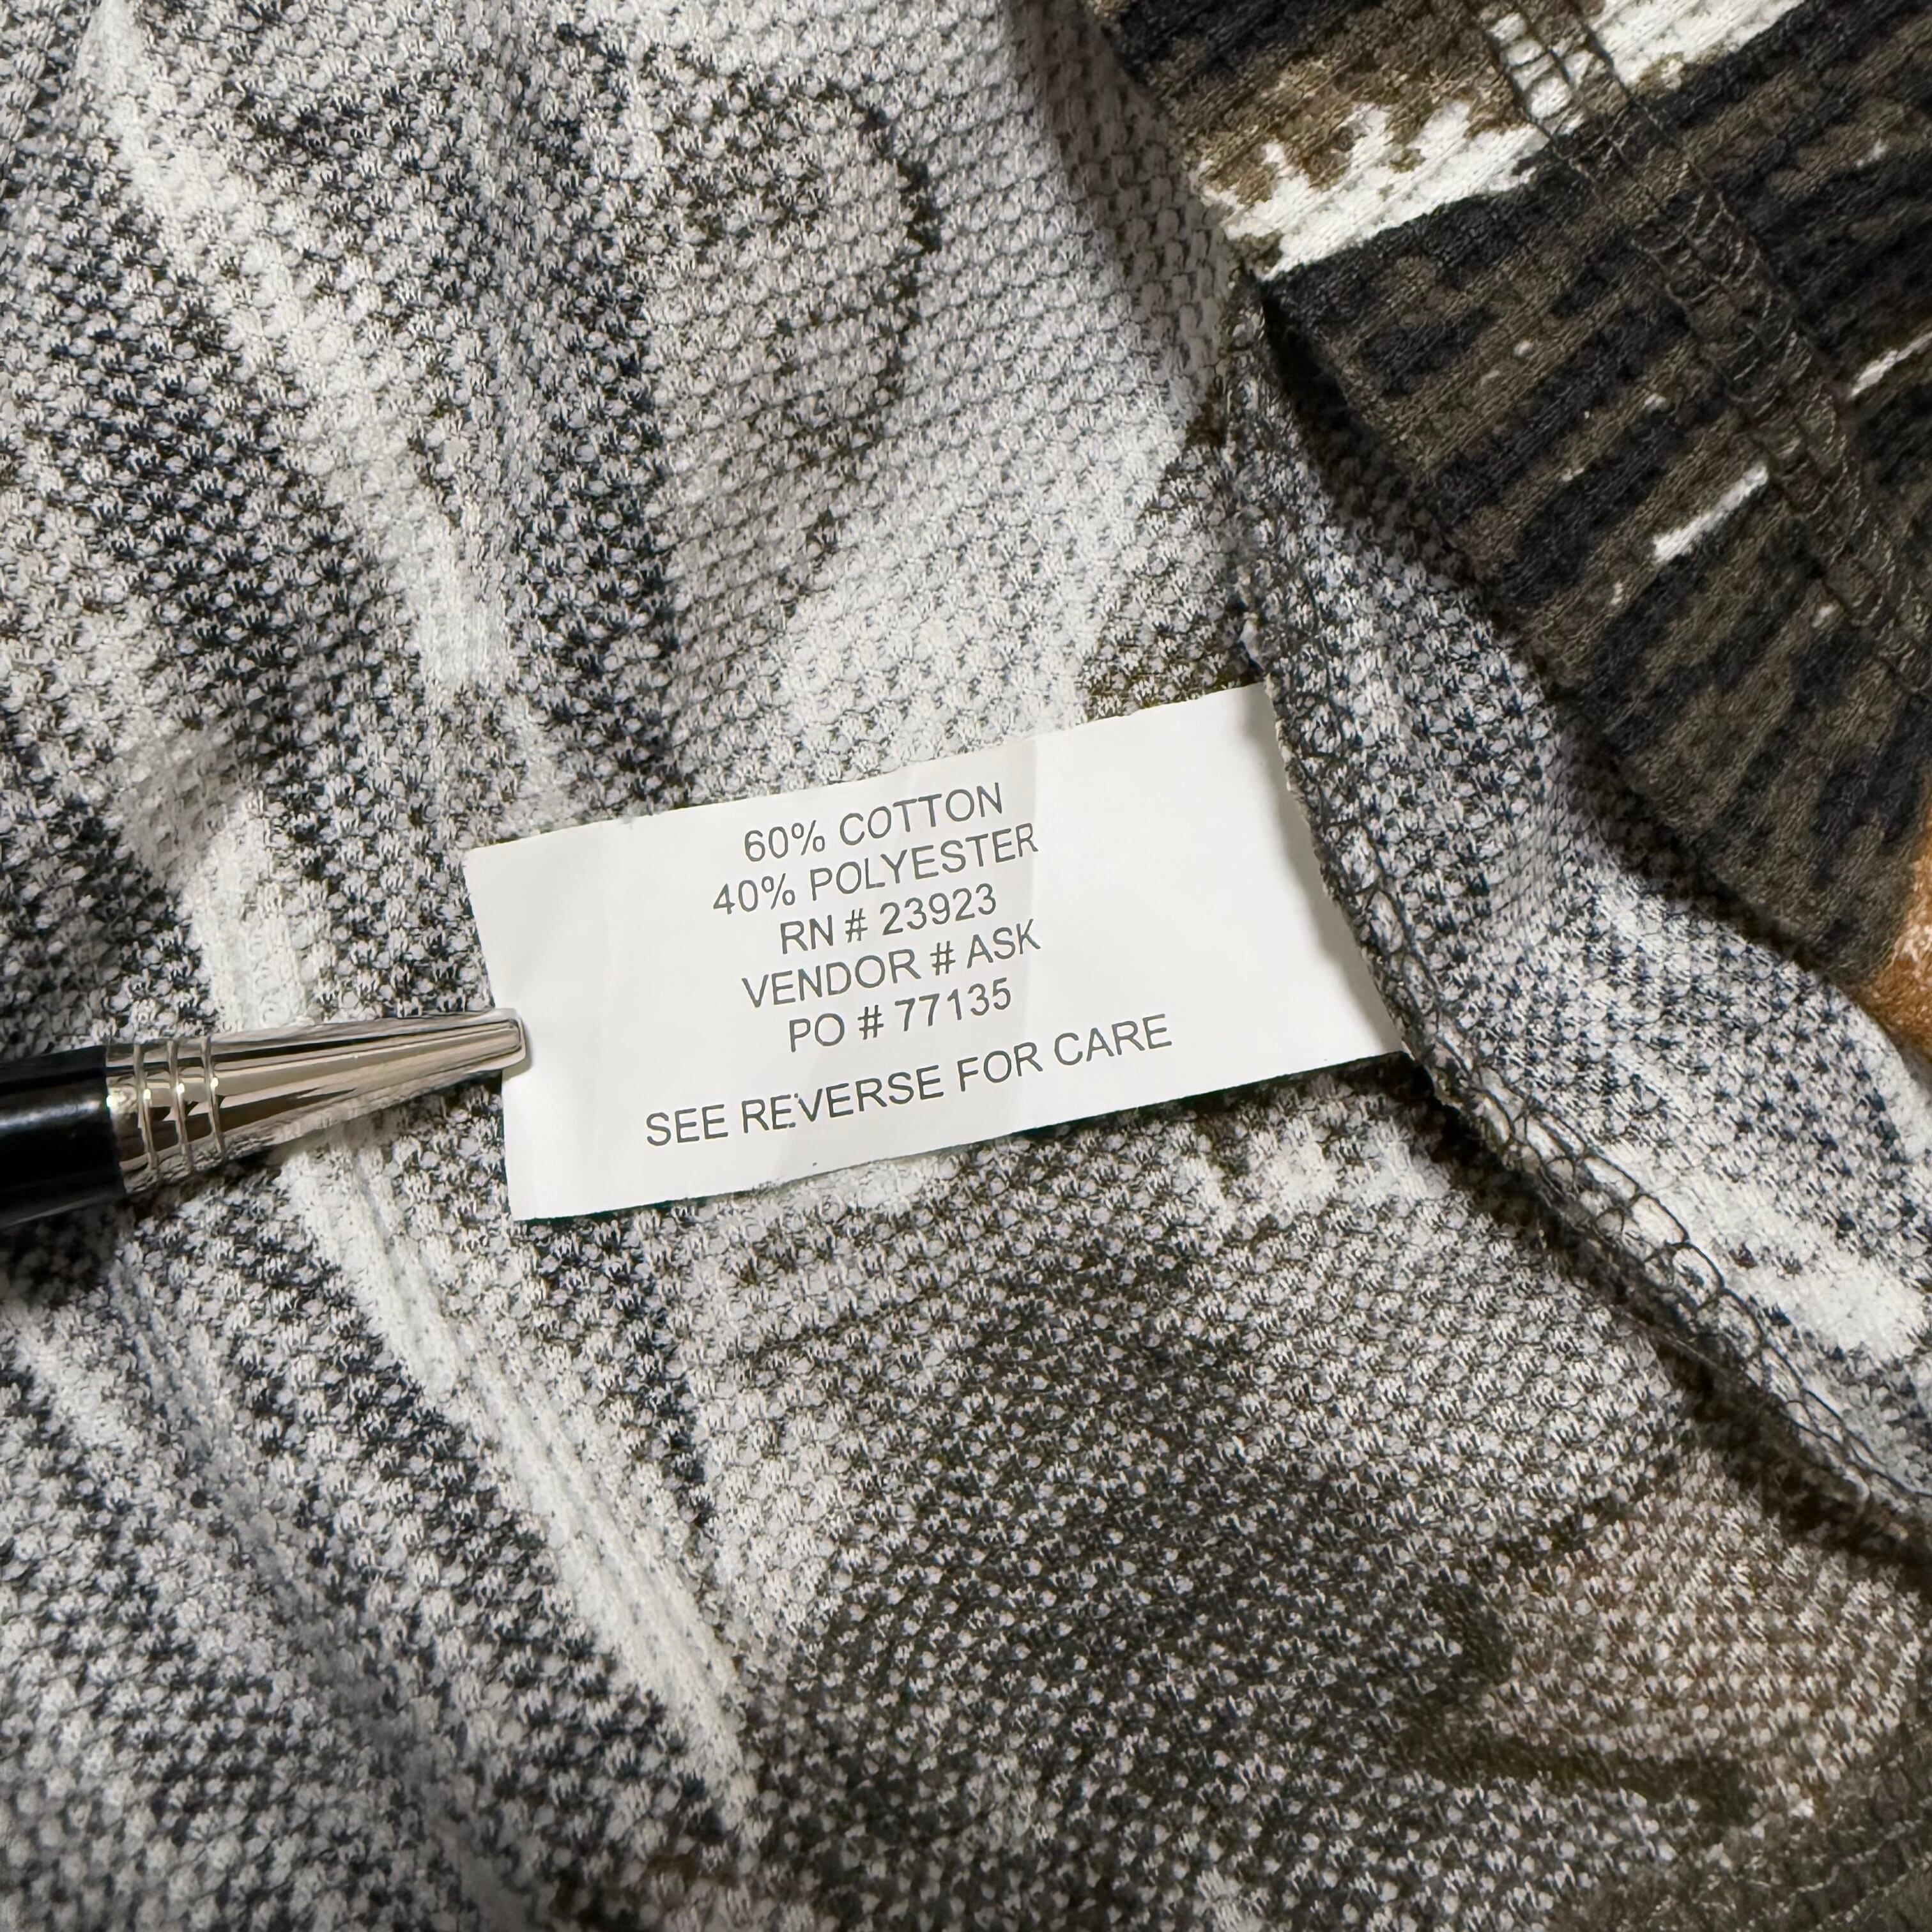 60% COTTON
40% POLYESTER
RN # 23923
VENDOR # ASK
PO # 77135
SEE REVERSE FOR CARE